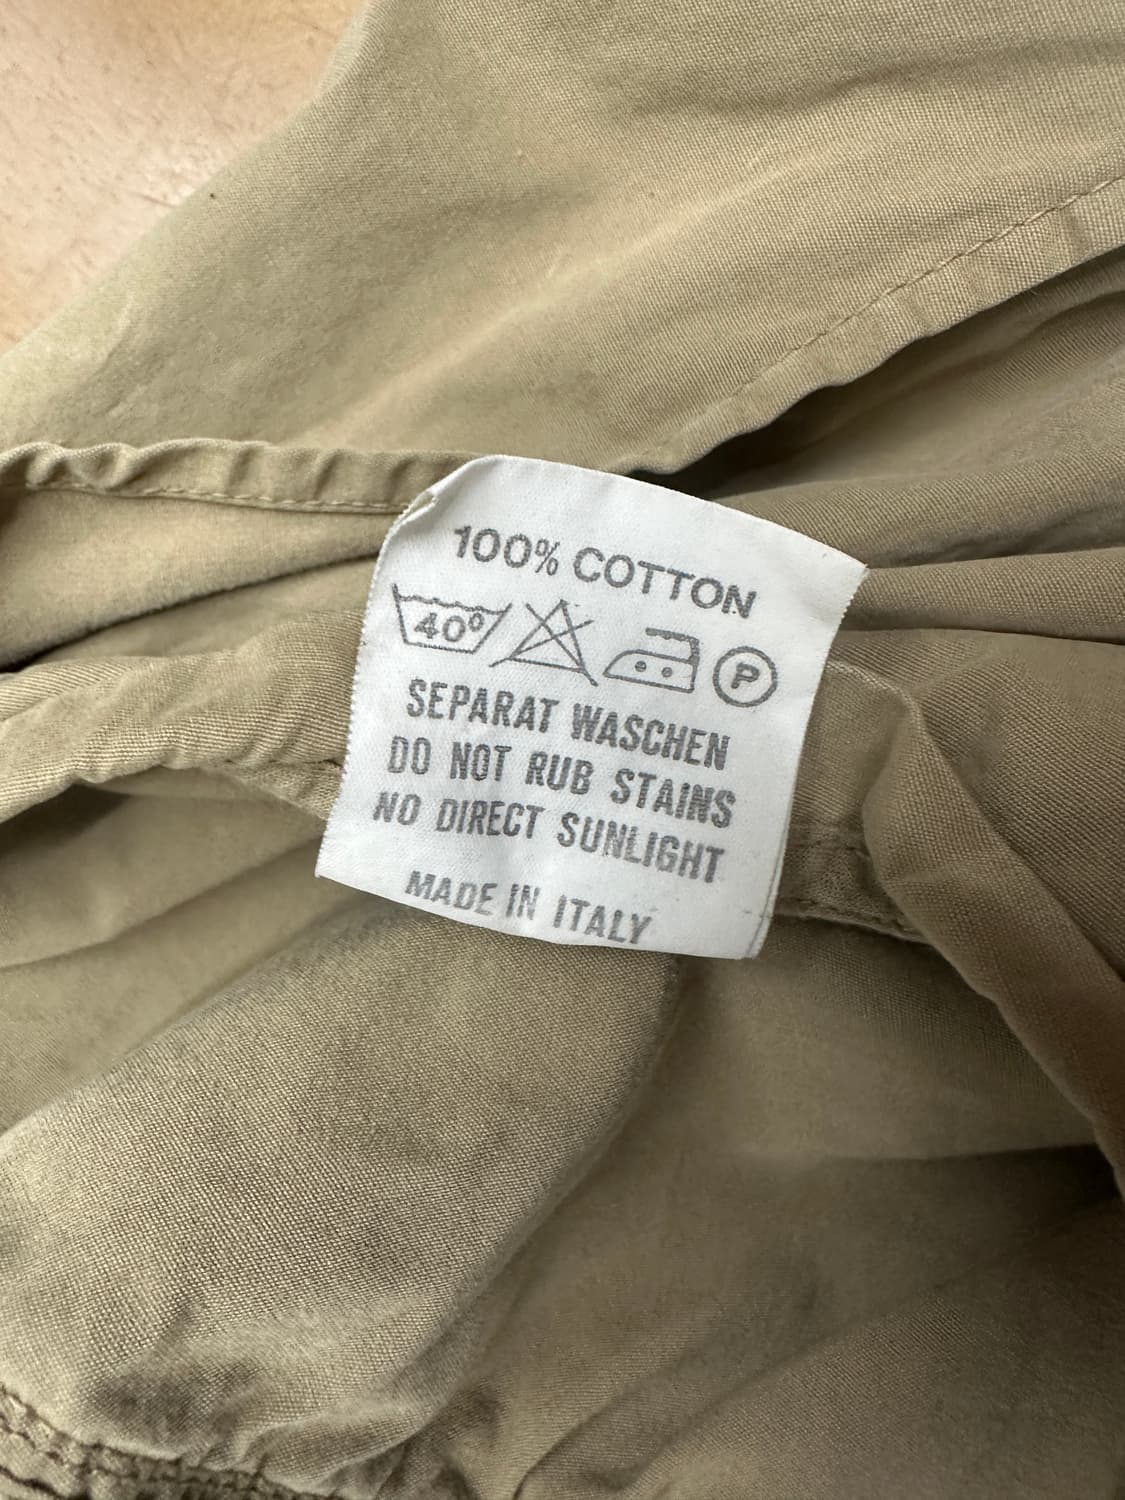 100% COTTON
40° P
SEPARAT WASCHEN
DO NOT RUB STAINS
NO DIRECT SUNLIGHT
MADE IN ITALY